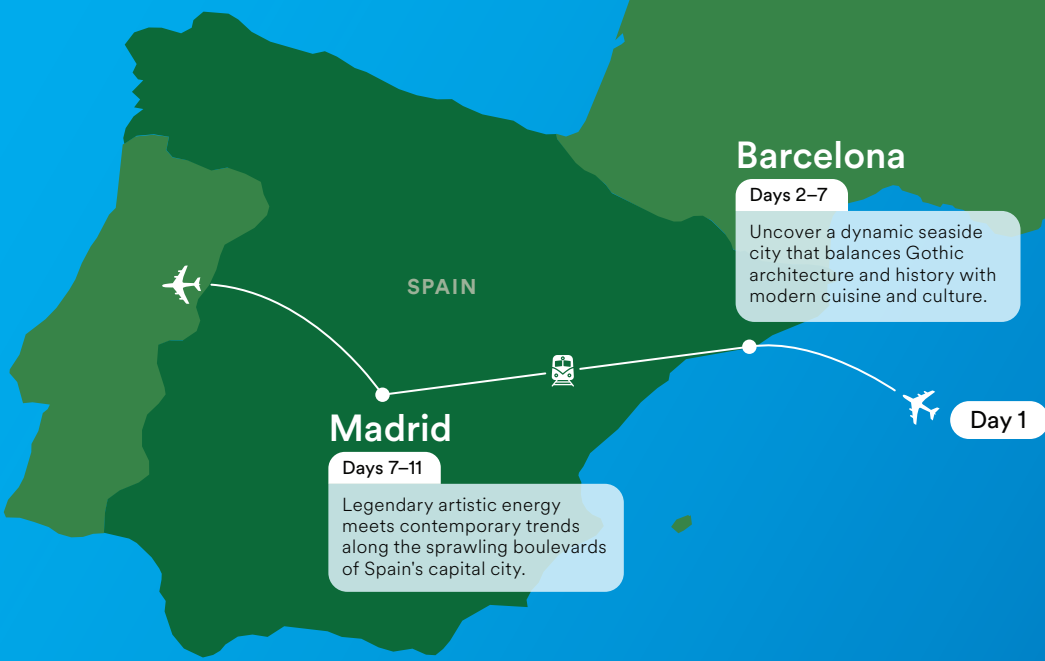 Barcelona
Days 2–7
Uncover a dynamic seaside
city that balances Gothic
architecture and history with
modern cuisine and culture.
SPAIN
Day 1
Madrid
Days 7–11
Legendary artistic energy
meets contemporary trends
along the sprawling boulevards
of Spain's capital city.